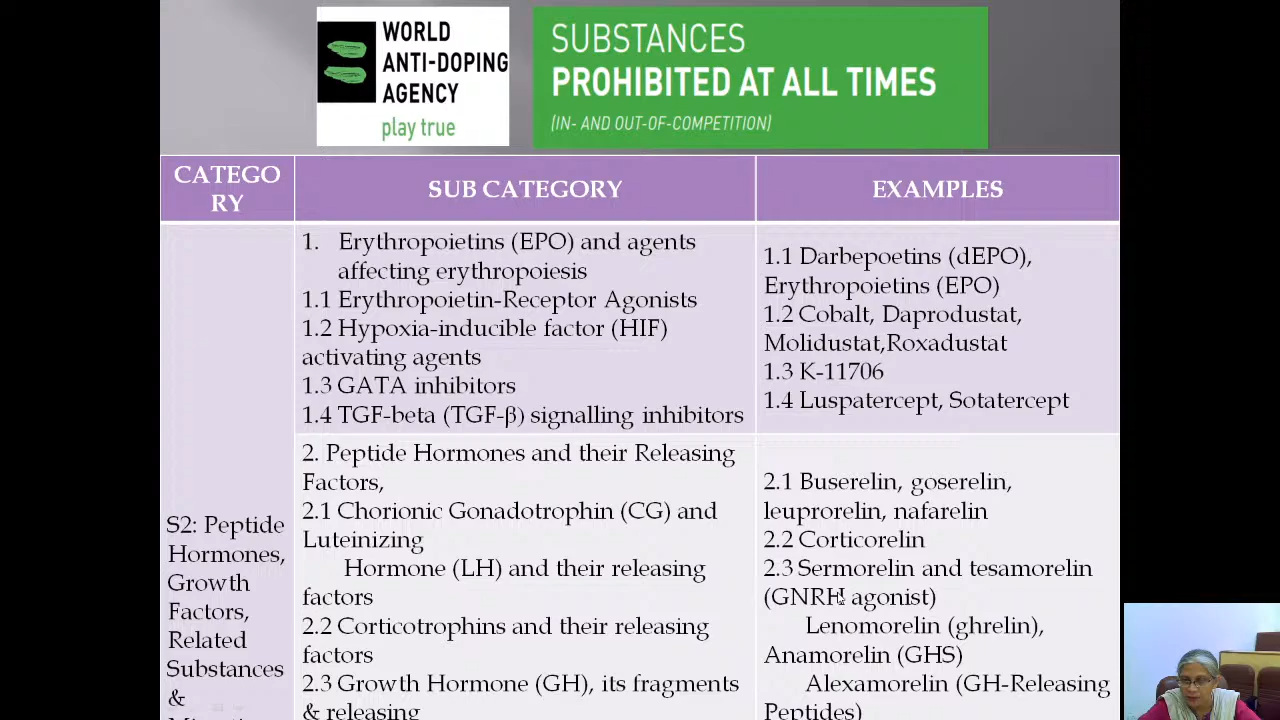 WORLD
ANTI-DOPING
AGENCY
play true
SUBSTANCES
PROHIBITED AT ALL TIMES
(IN- AND OUT-OF-COMPETITION)
CATEGO
RY
SUB CATEGORY
EXAMPLES
1. Erythropoietins (EPO) and agents
affecting erythropoiesis
1.1 Erythropoietin-Receptor Agonists
1.2 Hypoxia-inducible factor (HIF)
activating agents
1.3 GATA inhibitors
1.4 TGF-beta (TGF-β) signalling inhibitors
1.1 Darbepoetins (dEPO),
Erythropoietins (EPO)
1.2 Cobalt, Daprodustat,
Molidustat,Roxadustat
1.3 K-11706
1.4 Luspatercept, Sotatercept
S2: Peptide
Hormones,
Growth
Factors,
Related
Substances
&
2. Peptide Hormones and their Releasing
Factors,
2.1 Chorionic Gonadotrophin (CG) and
Luteinizing
Hormone (LH) and their releasing
factors
2.2 Corticotrophins and their releasing
factors
2.3 Growth Hormone (GH), its fragments
& releasing
2.1 Buserelin, goserelin,
leuprorelin, nafarelin
2.2 Corticorelin
2.3 Sermorelin and tesamorelin
(GNRH agonist)
Lenomorelin (ghrelin),
Anamorelin (GHS)
Alexamorelin (GH-Releasing
Peptides)